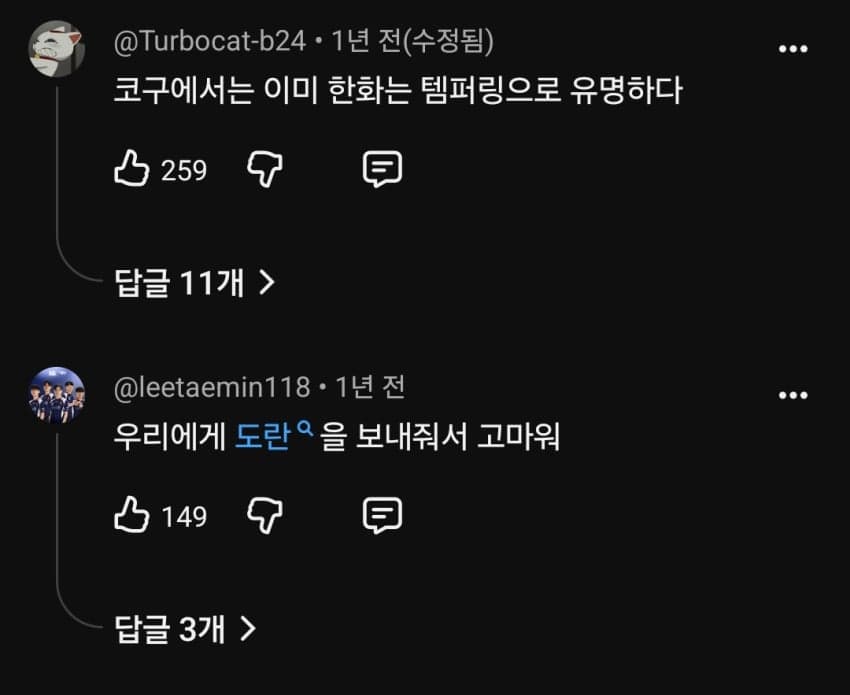 @Turbocat-b24 • 1년 전(수정됨)
코구에서는 이미 한화는 템퍼링으로 유명하다
259
답글 11개
@leetaemin118 • 1년 전
우리에게 도란을 보내줘서 고마워
149
답글 3개